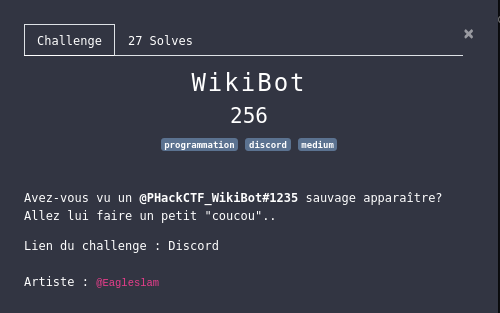 Challenge
27 Solves
×
WikiBot
256
programmation discord medium
Avez-vous vu un @PHackCTF_WikiBot#1235 sauvage apparaître?
Allez lui faire un petit "coucou"..
Lien du challenge : Discord
Artiste : @Eagleslam